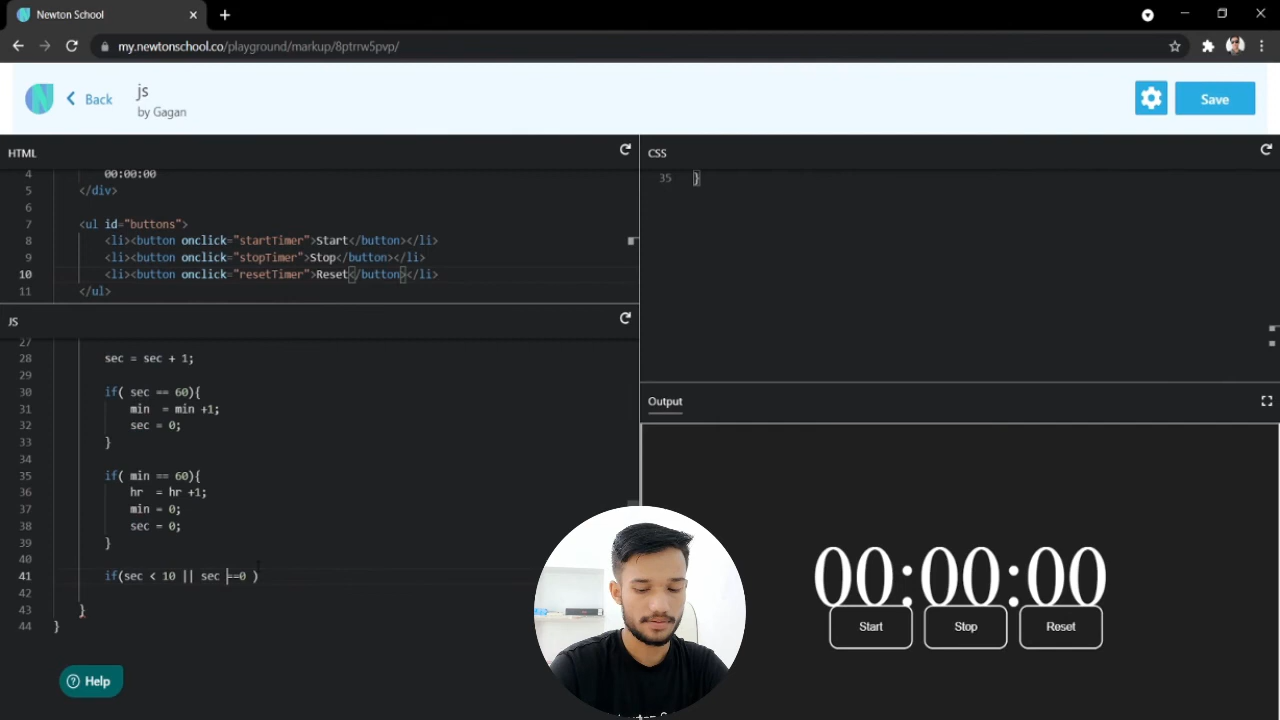 Newton School
my.newtonschool.co/playground/markup/8ptrrw5pvp/
Back
js
by Gagan
Save
HTML
4 00:00:00
5 </div>
6
7 <ul id="buttons">
8 <li><button onclick="startTimer">Start</button></li>
9 <li><button onclick="stopTimer">Stop</button></li>
10 <li><button onclick="resetTimer">Reset</button></li>
11 </ul>
CSS
35 }
JS
27
28 sec = sec + 1;
29
30 if( sec == 60){
31 min = min +1;
32 sec = 0;
33 }
34
35 if( min == 60){
36 hr = hr +1;
37 min = 0;
38 sec = 0;
39 }
40
41 if(sec < 10 || sec ==0 )
42
43 }
44 }
Output
00:00:00
Start Stop Reset
? Help